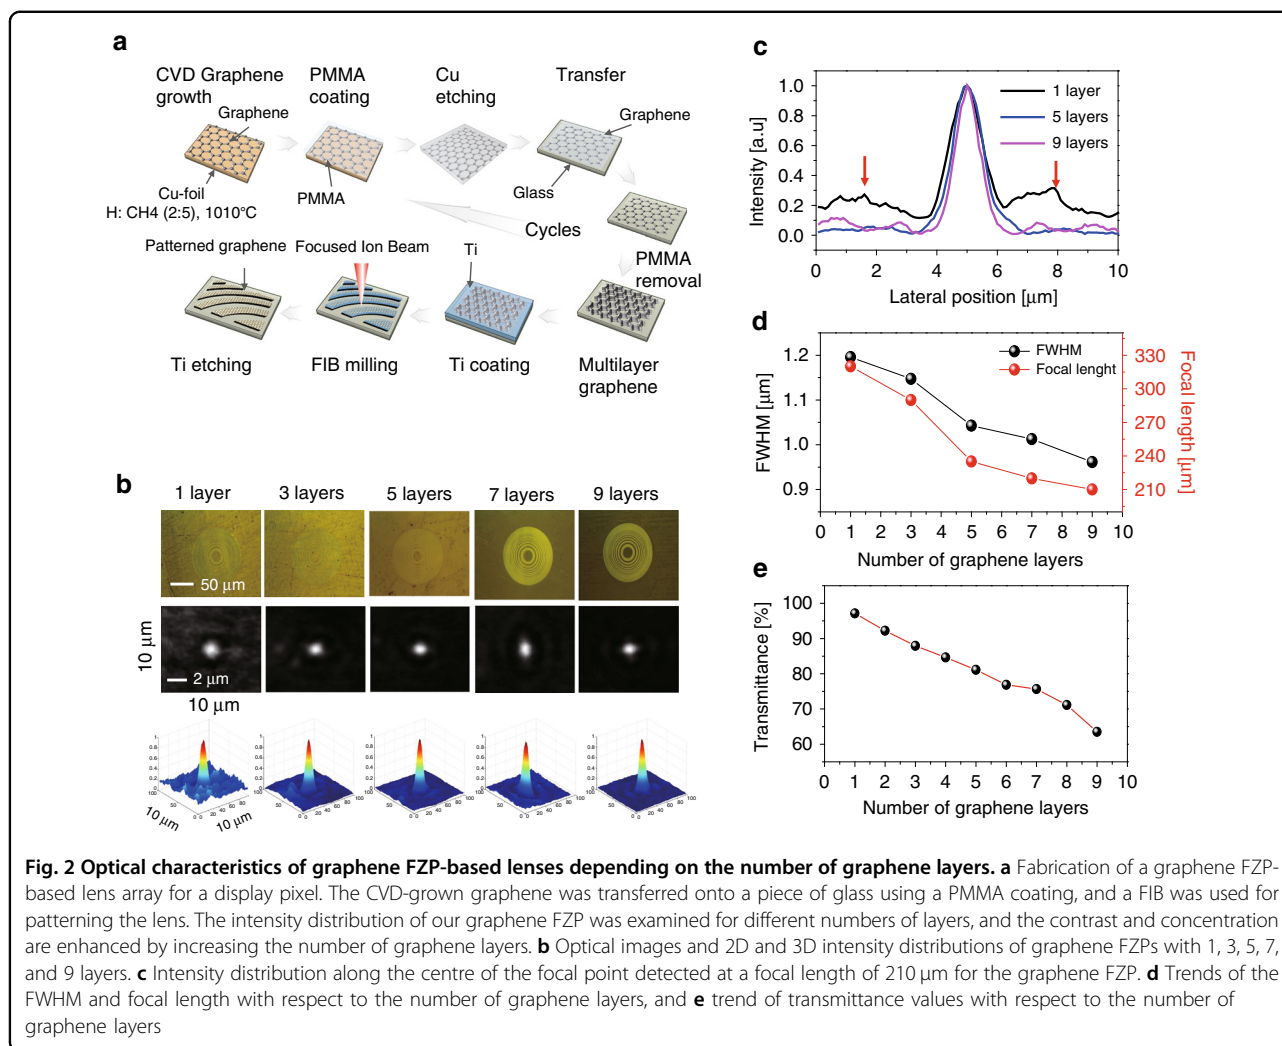 a
CVD Graphene growth
PMMA coating
Cu etching
Transfer
Graphene
Graphene
Cu-foil
PMMA
Glass
H: CH4 (2:5), 1010°C
Cycles
PMMA removal
Patterned graphene
Focused Ion Beam
Ti
Ti etching
FIB milling
Ti coating
Multilayer graphene
b
1 layer
3 layers
5 layers
7 layers
9 layers
50 μm
10 μm
2 μm
10 μm
10 μm
10 μm
c
1 layer
5 layers
9 layers
Intensity [a.u]
1.0
0.8
0.6
0.4
0.2
0.0
0 2 4 6 8 10
Lateral position [μm]
d
FWHM
Focal lenght
FWHM [μm]
1.2
1.1
1.0
0.9
Focal length [μm]
330
300
270
240
210
0 1 2 3 4 5 6 7 8 9 10
Number of graphene layers
e
Transmittance [%]
100
90
80
70
60
0 1 2 3 4 5 6 7 8 9 10
Number of graphene layers
Fig. 2 Optical characteristics of graphene FZP-based lenses depending on the number of graphene layers. a Fabrication of a graphene FZP-
based lens array for a display pixel. The CVD-grown graphene was transferred onto a piece of glass using a PMMA coating, and a FIB was used for
patterning the lens. The intensity distribution of our graphene FZP was examined for different numbers of layers, and the contrast and concentration
are enhanced by increasing the number of graphene layers. b Optical images and 2D and 3D intensity distributions of graphene FZPs with 1, 3, 5, 7,
and 9 layers. c Intensity distribution along the centre of the focal point detected at a focal length of 210 μm for the graphene FZP. d Trends of the
FWHM and focal length with respect to the number of graphene layers, and e trend of transmittance values with respect to the number of
graphene layers